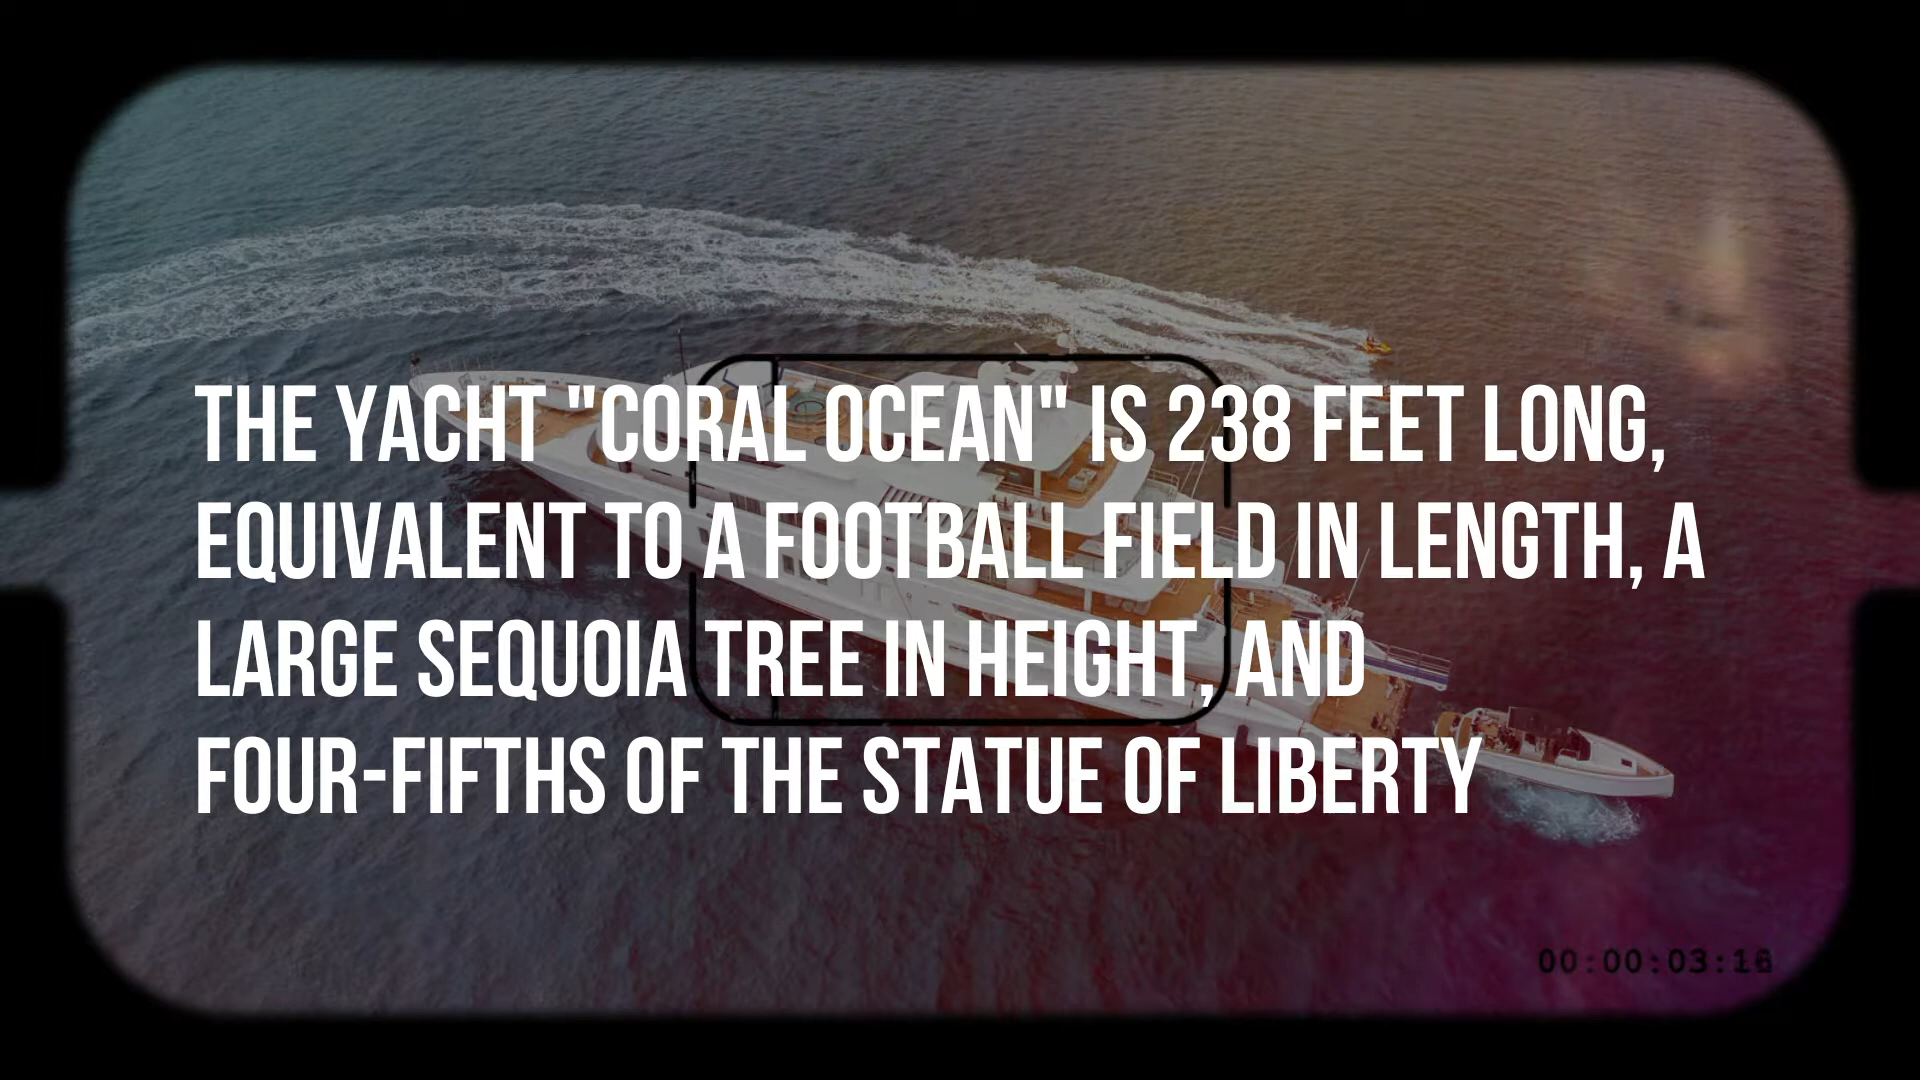 THE YACHT "CORAL OCEAN" IS 238 FEET LONG,
EQUIVALENT TO A FOOTBALL FIELD IN LENGTH, A
LARGE SEQUOIA TREE IN HEIGHT, AND
FOUR-FIFTHS OF THE STATUE OF LIBERTY
00:00:03: